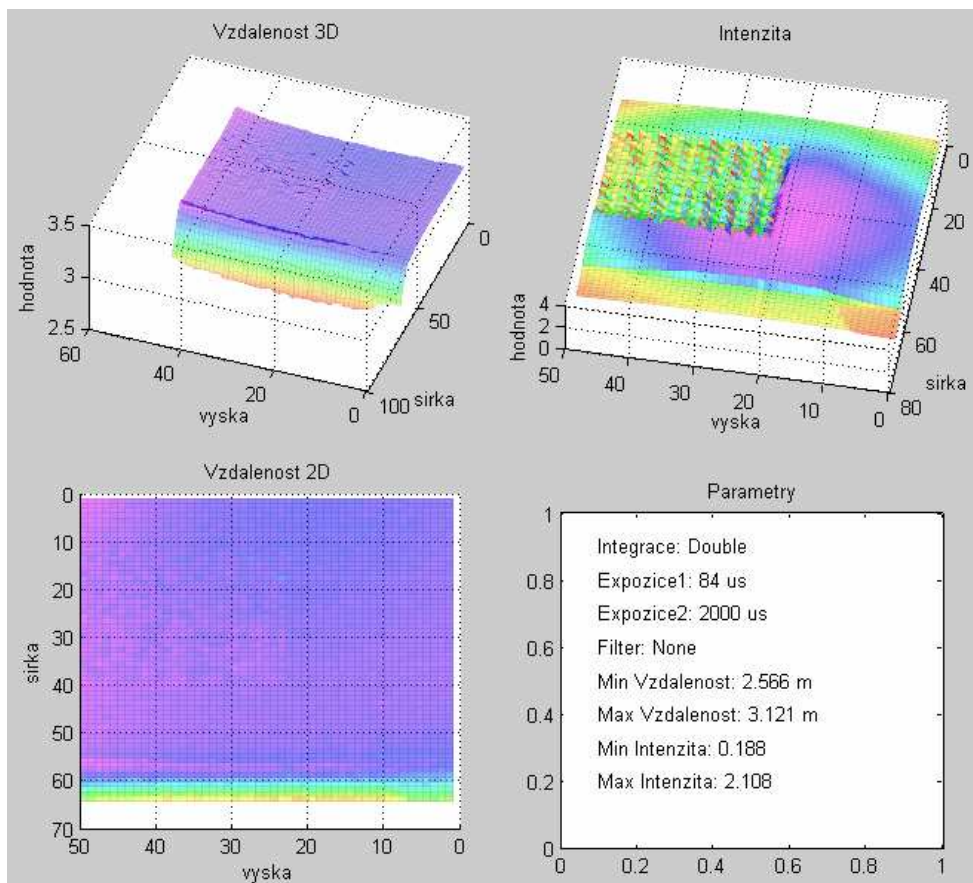 Vzdalenost 3D
3.5
3
2.5
hodnota
60
40
20
0
vyska
0
50
100
sirka
Intenzita
4
2
0
hodnota
50
40
30
20
10
0
vyska
0
20
40
60
80
sirka
Vzdalenost 2D
0
10
20
30
40
50
60
70
sirka
50
40
30
20
10
0
vyska
Parametry
1
0.8
0.6
0.4
0.2
0
Integrace: Double
Expozice1: 84 us
Expozice2: 2000 us
Filter: None
Min Vzdalenost: 2.566 m
Max Vzdalenost: 3.121 m
Min Intenzita: 0.188
Max Intenzita: 2.108
0
0.2
0.4
0.6
0.8
1